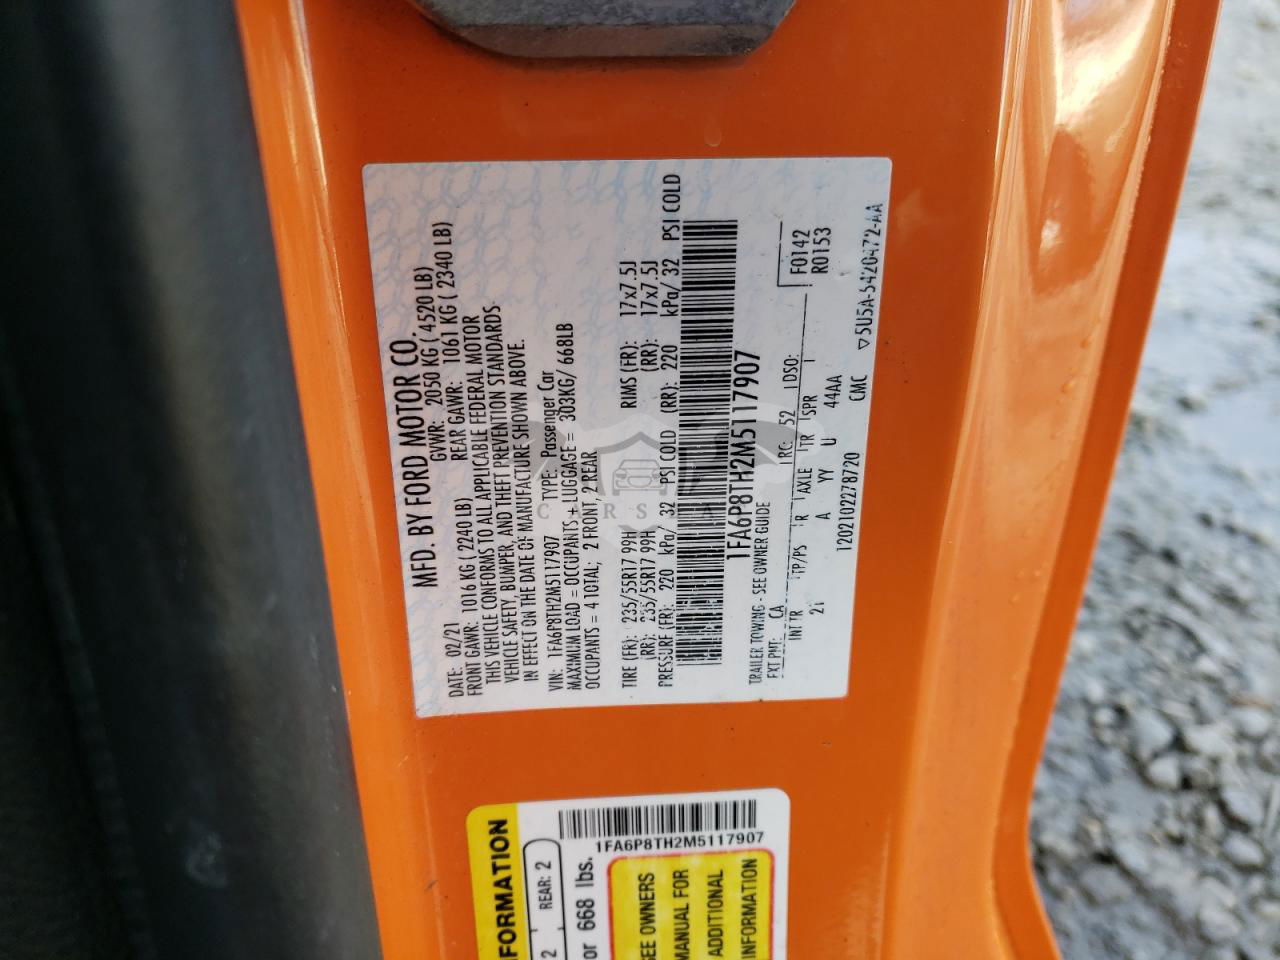 MFD. BY FORD MOTOR CO.
DATE: 02/21 GVWR: 2050 KG ( 4520 LB)
FRONT GAWR: 1016 KG ( 2240 LB) REAR GAWR: 1061 KG ( 2340 LB)
THIS VEHICLE CONFORMS TO ALL APPLICABLE FEDERAL MOTOR
VEHICLE SAFETY, BUMPER, AND THEFT PREVENTION STANDARDS
IN EFFECT ON THE DATE OF MANUFACTURE SHOWN ABOVE.
VIN: 1FA6P8TH2M5117907 TYPE: Passenger Car
MAXIMUM LOAD = OCCUPANTS + LUGGAGE = 303KG/ 668LB
OCCUPANTS = 4 TOTAL; 2 FRONT, 2 REAR
TIRE (FR): 235/55R17 99H RIMS (FR): 17x7.5J
(RR): 235/55R17 99H (RR): 17x7.5J
PRESSURE (FR): 220 kPa/ 32 PSI COLD (RR): 220 kPa/ 32 PSI COLD
1FA6P8TH2M5117907
TRAILER TOWING - SEE OWNER GUIDE
F0142
R0153
EXT PNT: CA RC: 52 DSO:
INT TR TP/PS R AXLE TR SPR
21 A YY U 44AA
1202102278720 CMC ▽5U5A-5420472-AA
CARS
FORMATION
2 REAR: 2
or 668 lbs.
1FA6P8TH2M5117907
SEE OWNERS
MANUAL FOR
ADDITIONAL
INFORMATION